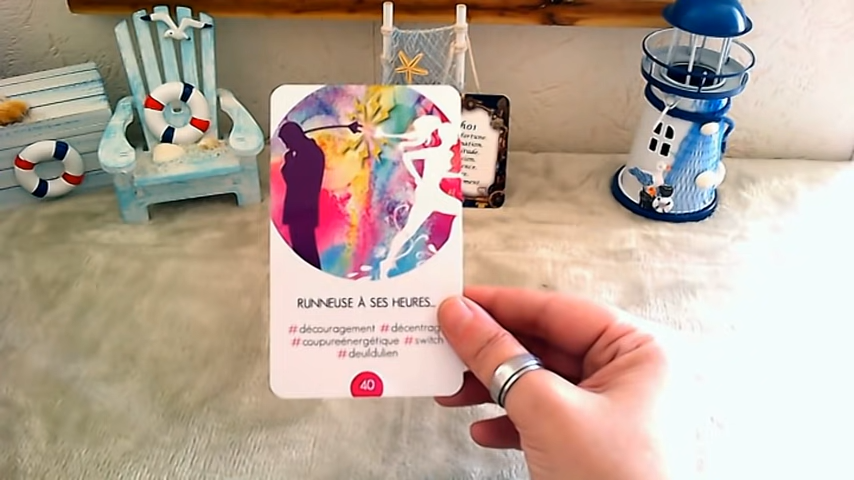 RUNNEUSE À SES HEURES...
#découragement #décentrag
#coupureénergétique #switch
#deuildulien
40